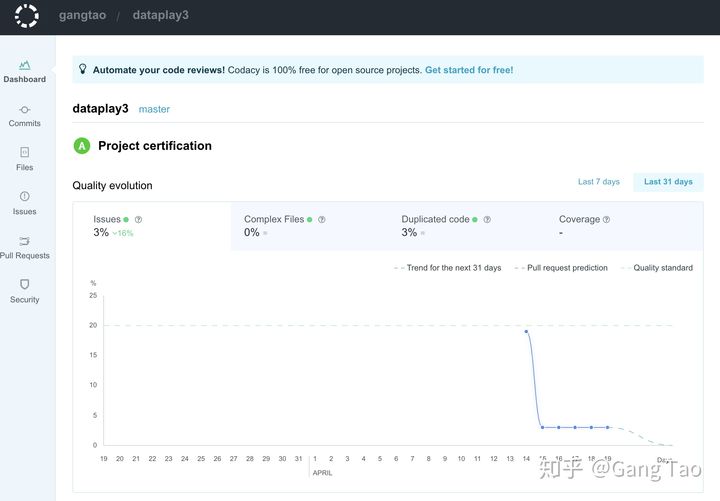 gangtao / dataplay3
Automate your code reviews! Codacy is 100% free for open source projects. Get started for free!
Dashboard
Commits
Files
Issues
Pull Requests
Security
dataplay3 master
A Project certification
Quality evolution
Last 7 days Last 31 days
Issues
3% 16%
Complex Files
0% =
Duplicated code
3% =
Coverage
-
Trend for the next 31 days Pull request prediction Quality standard
%
25
20
15
10
5
0
19 20 21 22 23 24 25 26 27 28 29 30 31 1 2 3 4 5 6 7 8 9 10 11 12 13 14 15 16 17 18 19 Days
APRIL
知乎 @Gang Tao